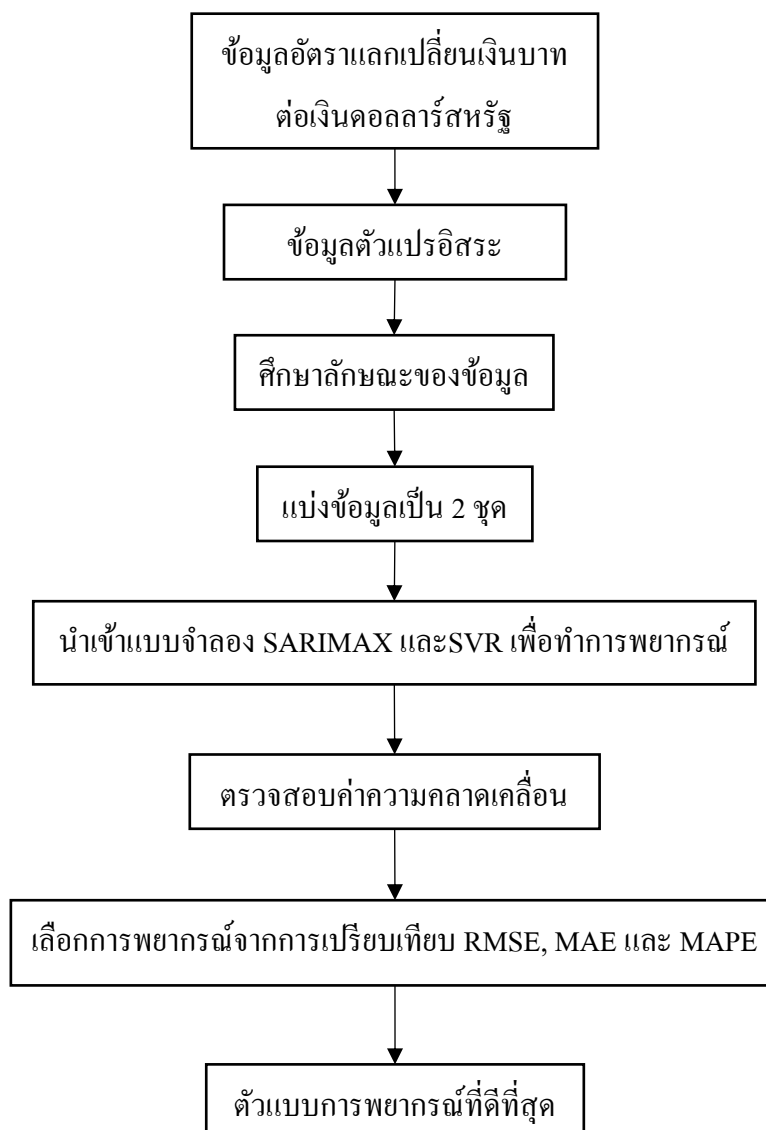 ข้อมูลอัตราแลกเปลี่ยนเงินบาท
ต่อเงินดอลลาร์สหรัฐ
ข้อมูลตัวแปรอิสระ
ศึกษาลักษณะของข้อมูล
แบ่งข้อมูลเป็น 2 ชุด
นำเข้าแบบจำลอง SARIMAX และSVR เพื่อทำการพยากรณ์
ตรวจสอบค่าความคลาดเคลื่อน
เลือกการพยากรณ์จากการเปรียบเทียบ RMSE, MAE และ MAPE
ตัวแบบการพยากรณ์ที่ดีที่สุด